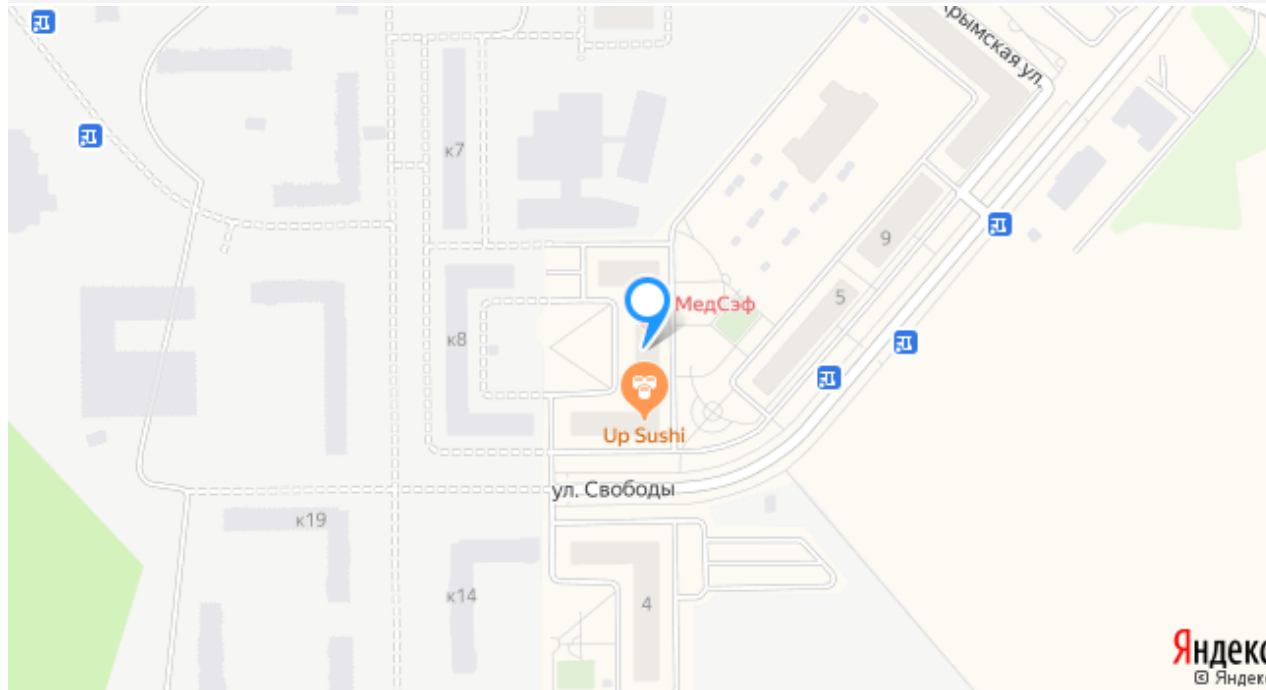 Крымская ул.
к7
9
МедСэф
5
к8
Up Sushi
ул. Свободы
к19
к14
4
Яндекс
© Яндекс